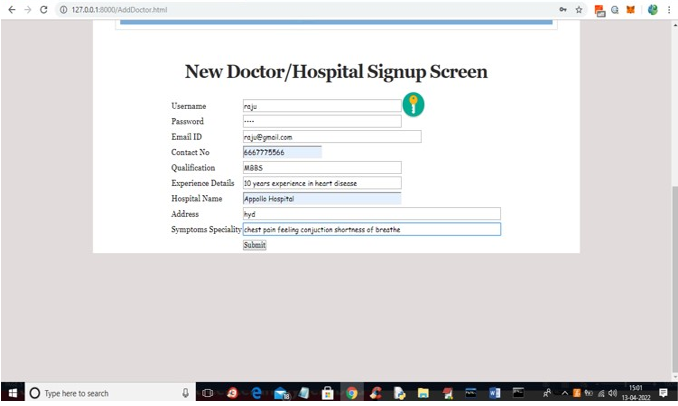 127.0.0.1:8000/AddDoctor.html
New Doctor/Hospital Signup Screen
Username raju
Password ••••
Email ID raju@gmail.com
Contact No 6667775566
Qualification MBBS
Experience Details 10 years experience in heart disease
Hospital Name Appollo Hospital
Address hyd
Symptoms Speciality chest pain feeling conjuction shortness of breathe
Submit
Type here to search
18
15:01
13-04-2022